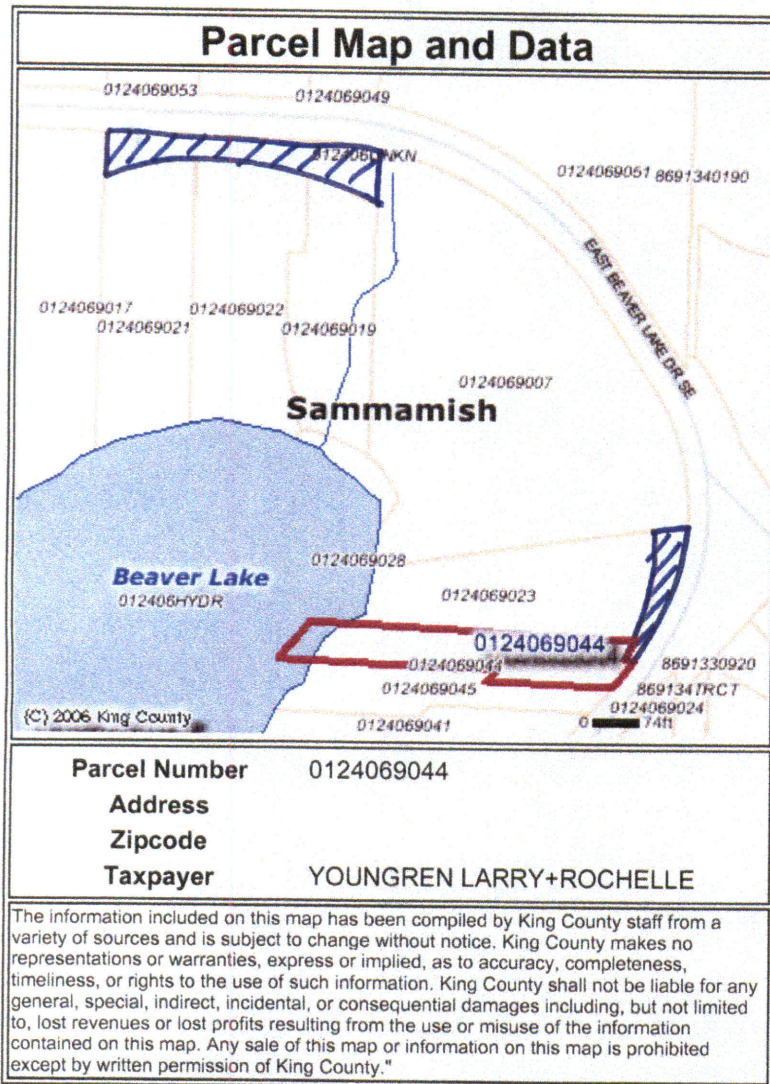 Parcel Map and Data
0124069053
0124069049
0124069051
8691340190
EAST BEAVER LAKE DR SE
0124069017
0124069022
0124069021
0124069019
0124069007
Sammamish
0124069028
Beaver Lake
012406HYDR
0124069023
0124069044
0124069044
8691330920
0124069045
869134TRCT
0124069024
0124069041
(C) 2006 King County
0 74ft
Parcel Number 0124069044
Address
Zipcode
Taxpayer YOUNGREN LARRY+ROCHELLE
The information included on this map has been compiled by King County staff from a
variety of sources and is subject to change without notice. King County makes no
representations or warranties, express or implied, as to accuracy, completeness,
timeliness, or rights to the use of such information. King County shall not be liable for any
general, special, indirect, incidental, or consequential damages including, but not limited
to, lost revenues or lost profits resulting from the use or misuse of the information
contained on this map. Any sale of this map or information on this map is prohibited
except by written permission of King County."